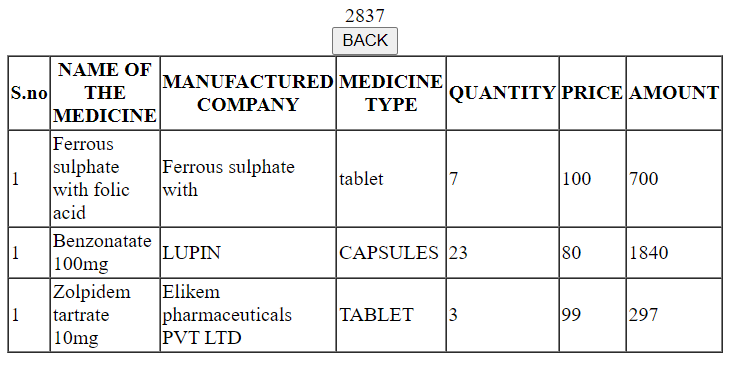 2837
BACK
S.no NAME OF THE MEDICINE MANUFACTURED COMPANY MEDICINE TYPE QUANTITY PRICE AMOUNT
1 Ferrous sulphate with folic acid Ferrous sulphate with tablet 7 100 700
1 Benzonatate 100mg LUPIN CAPSULES 23 80 1840
1 Zolpidem tartrate 10mg Elikem pharmaceuticals PVT LTD TABLET 3 99 297